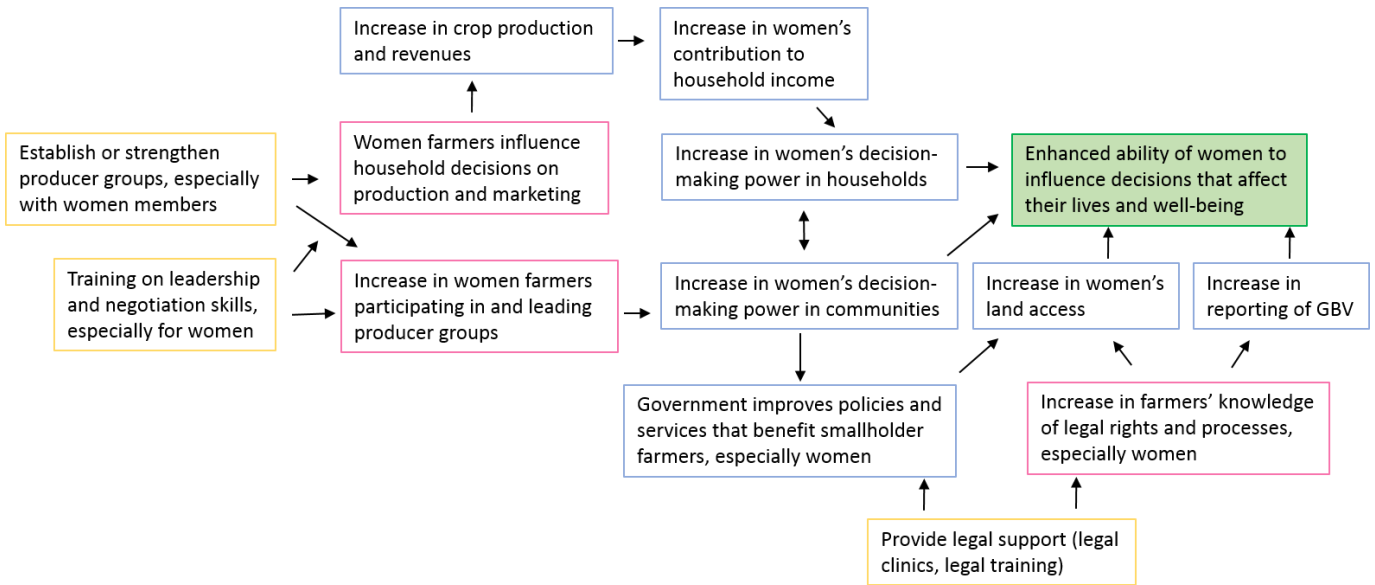 Increase in crop production
and revenues
Increase in women’s
contribution to
household income
Establish or strengthen
producer groups, especially
with women members
Women farmers influence
household decisions on
production and marketing
Increase in women’s decision-
making power in households
Enhanced ability of women to
influence decisions that affect
their lives and well-being
Training on leadership
and negotiation skills,
especially for women
Increase in women farmers
participating in and leading
producer groups
Increase in women’s decision-
making power in communities
Increase in women’s
land access
Increase in
reporting of GBV
Government improves policies and
services that benefit smallholder
farmers, especially women
Increase in farmers’ knowledge
of legal rights and processes,
especially women
Provide legal support (legal
clinics, legal training)